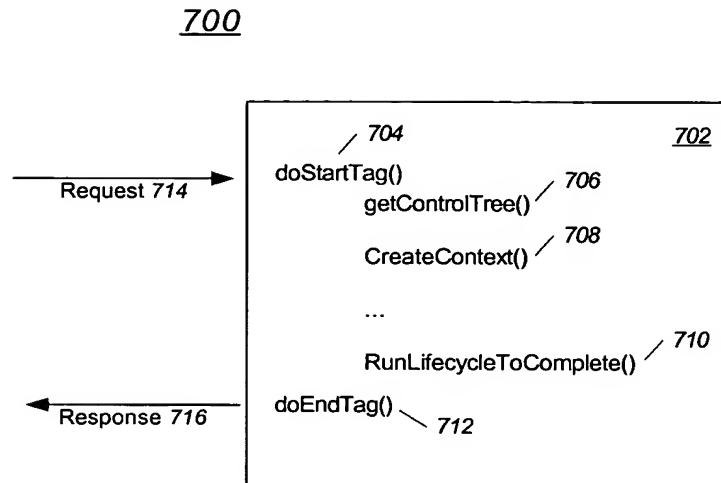 700
702
704
doStartTag()
Request 714
706
getControlTree()
708
CreateContext()
...
710
RunLifecycleToComplete()
Response 716
doEndTag()
712